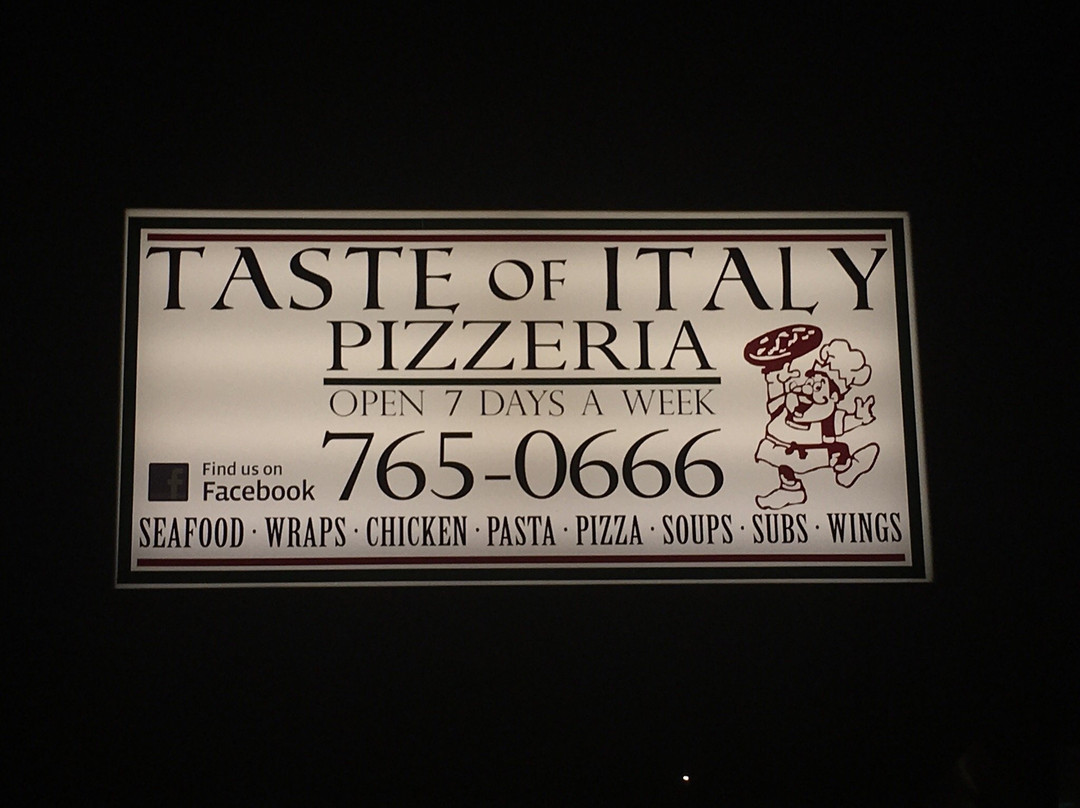 TASTE OF ITALY
PIZZERIA
OPEN 7 DAYS A WEEK
765-0666
f
Find us on
Facebook
SEAFOOD · WRAPS · CHICKEN · PASTA · PIZZA · SOUPS · SUBS · WINGS